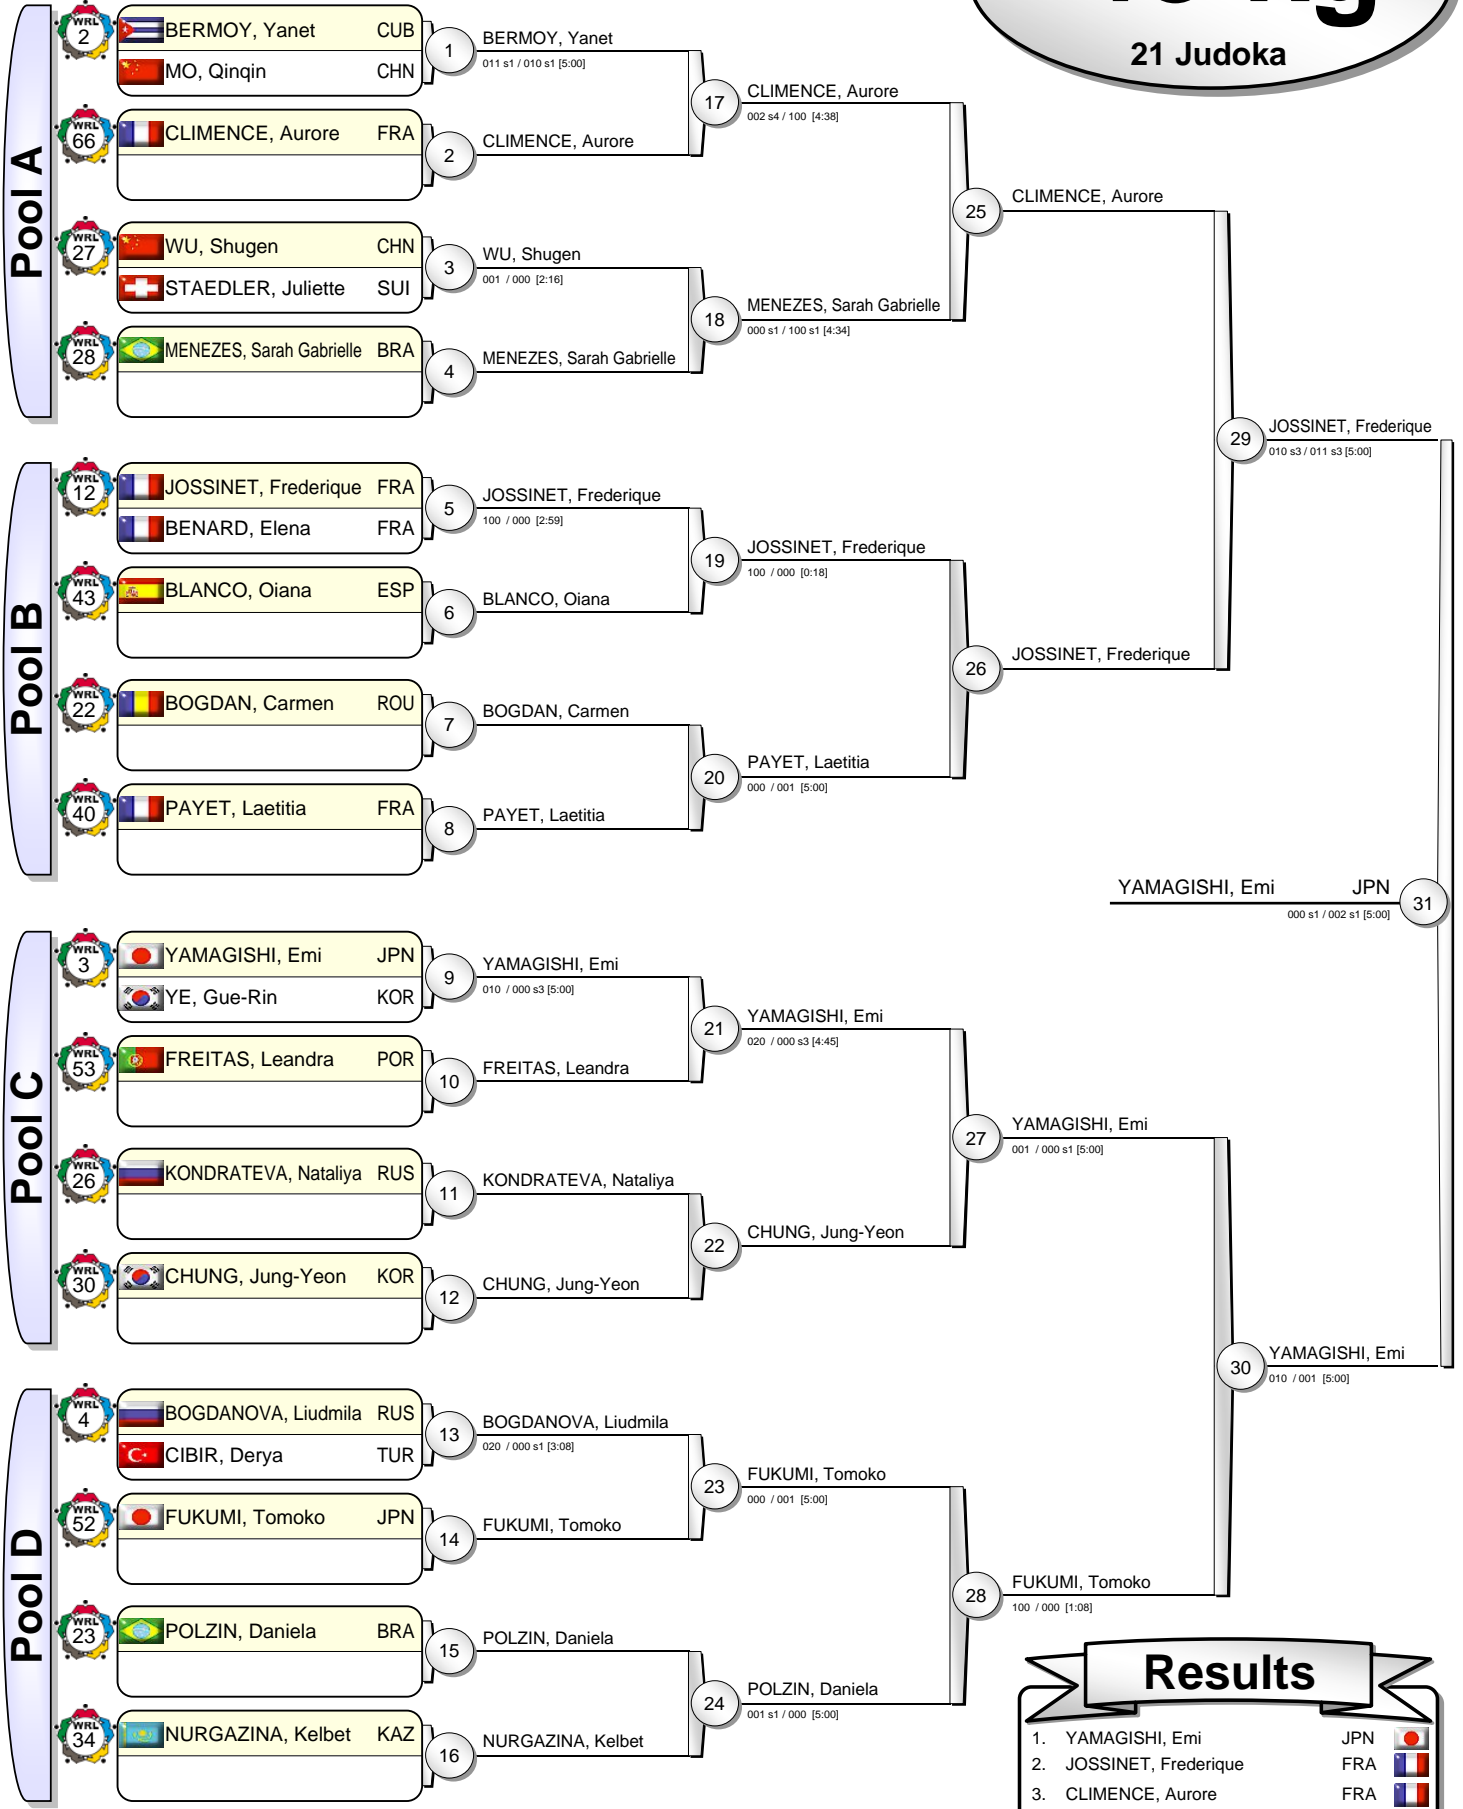 21 Judoka
Pool A
WRL 2
BERMOY, Yanet CUB
MO, Qinqin CHN
WRL 66
CLIMENCE, Aurore FRA
WRL 27
WU, Shugen CHN
STAEDLER, Juliette SUI
WRL 28
MENEZES, Sarah Gabrielle BRA
1
BERMOY, Yanet
011 s1 / 010 s1 [5:00]
2
CLIMENCE, Aurore
3
WU, Shugen
001 / 000 [2:16]
4
MENEZES, Sarah Gabrielle
17
CLIMENCE, Aurore
002 s4 / 100 [4:38]
18
MENEZES, Sarah Gabrielle
000 s1 / 100 s1 [4:34]
25
CLIMENCE, Aurore
Pool B
WRL 12
JOSSINET, Frederique FRA
BENARD, Elena FRA
WRL 43
BLANCO, Oiana ESP
WRL 22
BOGDAN, Carmen ROU
WRL 40
PAYET, Laetitia FRA
5
JOSSINET, Frederique
100 / 000 [2:59]
6
BLANCO, Oiana
7
BOGDAN, Carmen
8
PAYET, Laetitia
19
JOSSINET, Frederique
100 / 000 [0:18]
20
PAYET, Laetitia
000 / 001 [5:00]
26
JOSSINET, Frederique
29
JOSSINET, Frederique
010 s3 / 011 s3 [5:00]
YAMAGISHI, Emi JPN
31
000 s1 / 002 s1 [5:00]
Pool C
WRL 3
YAMAGISHI, Emi JPN
YE, Gue-Rin KOR
WRL 53
FREITAS, Leandra POR
WRL 26
KONDRATEVA, Nataliya RUS
WRL 30
CHUNG, Jung-Yeon KOR
9
YAMAGISHI, Emi
010 / 000 s3 [5:00]
10
FREITAS, Leandra
11
KONDRATEVA, Nataliya
12
CHUNG, Jung-Yeon
21
YAMAGISHI, Emi
020 / 000 s3 [4:45]
22
CHUNG, Jung-Yeon
27
YAMAGISHI, Emi
001 / 000 s1 [5:00]
Pool D
WRL 4
BOGDANOVA, Liudmila RUS
CIBIR, Derya TUR
WRL 52
FUKUMI, Tomoko JPN
WRL 23
POLZIN, Daniela BRA
WRL 34
NURGAZINA, Kelbet KAZ
13
BOGDANOVA, Liudmila
020 / 000 s1 [3:08]
14
FUKUMI, Tomoko
15
POLZIN, Daniela
16
NURGAZINA, Kelbet
23
FUKUMI, Tomoko
000 / 001 [5:00]
24
POLZIN, Daniela
001 s1 / 000 [5:00]
28
FUKUMI, Tomoko
100 / 000 [1:08]
30
YAMAGISHI, Emi
010 / 001 [5:00]
Results
1. YAMAGISHI, Emi JPN
2. JOSSINET, Frederique FRA
3. CLIMENCE, Aurore FRA